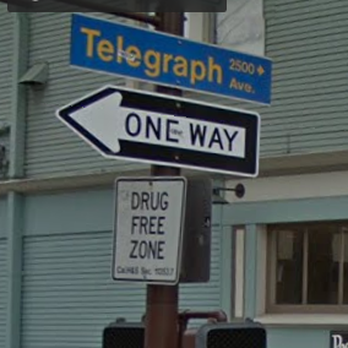 Telegraph 2500
Ave.
ONE WAY
DRUG
FREE
ZONE